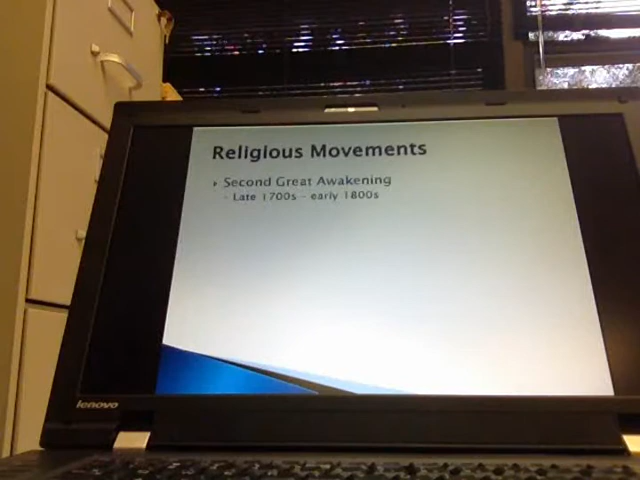 Religious Movements
Second Great Awakening
- Late 1700s - early 1800s
lenovo